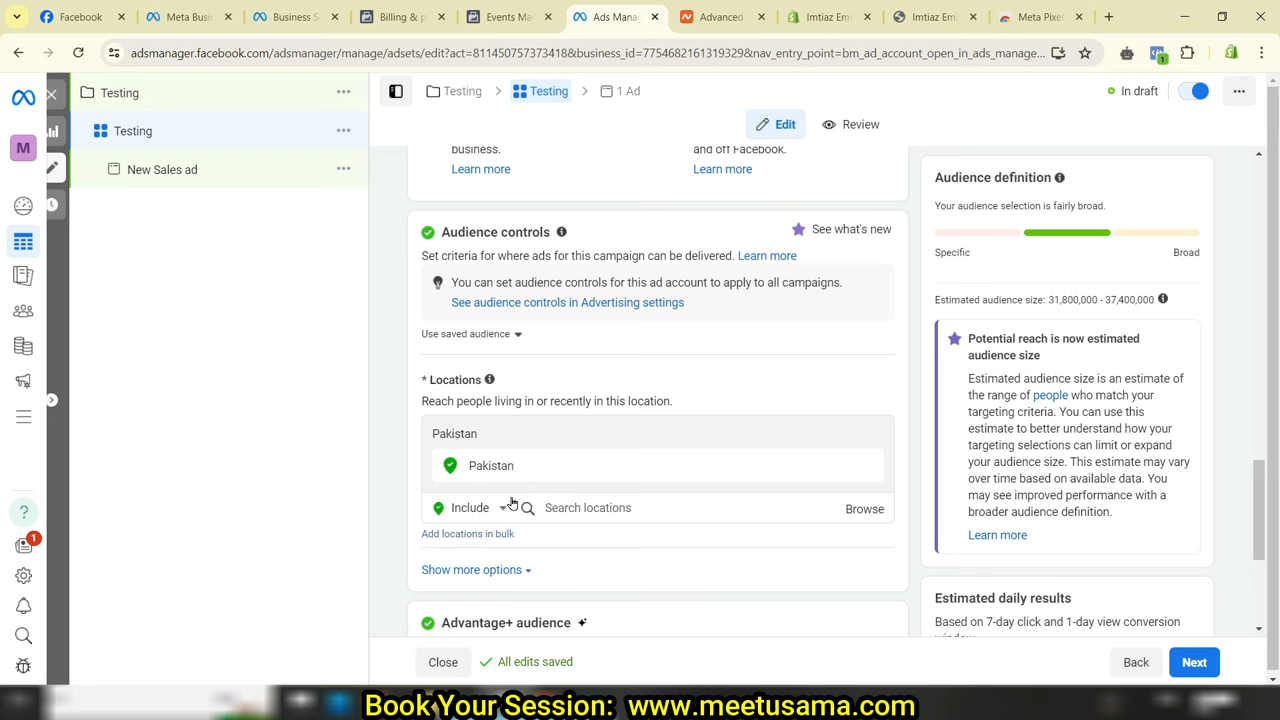 Facebook
Meta Busi
Business S
Billing & p
Events Ma
Ads Mana
Advanced
Imtiaz Em
Imtiaz Em
Meta Pixel
adsmanager.facebook.com/adsmanager/manage/adsets/edit?act=811450757373418&business_id=775468216131932&nav_entry_point=bm_ad_account_open_in_ads_manage...
1
Testing
Testing
New Sales ad
M
?
1
Testing
Testing
1 Ad
In draft
Edit
Review
business.
and off Facebook.
Learn more
Learn more
Audience controls
See what's new
Set criteria for where ads for this campaign can be delivered. Learn more
You can set audience controls for this ad account to apply to all campaigns.
See audience controls in Advertising settings
Use saved audience
* Locations
Reach people living in or recently in this location.
Pakistan
Pakistan
Include
Search locations
Browse
Add locations in bulk
Show more options
Advantage+ audience
Audience definition
Your audience selection is fairly broad.
Specific
Broad
Estimated audience size: 31,800,000 - 37,400,000
Potential reach is now estimated
audience size
Estimated audience size is an estimate of
the range of people who match your
targeting criteria. You can use this
estimate to better understand how your
targeting selections can limit or expand
your audience size. This estimate may vary
over time based on available data. You
may see improved performance with a
broader audience definition.
Learn more
Estimated daily results
Based on 7-day click and 1-day view conversion
Close
All edits saved
Back
Next
Book Your Session: www.meetusama.com